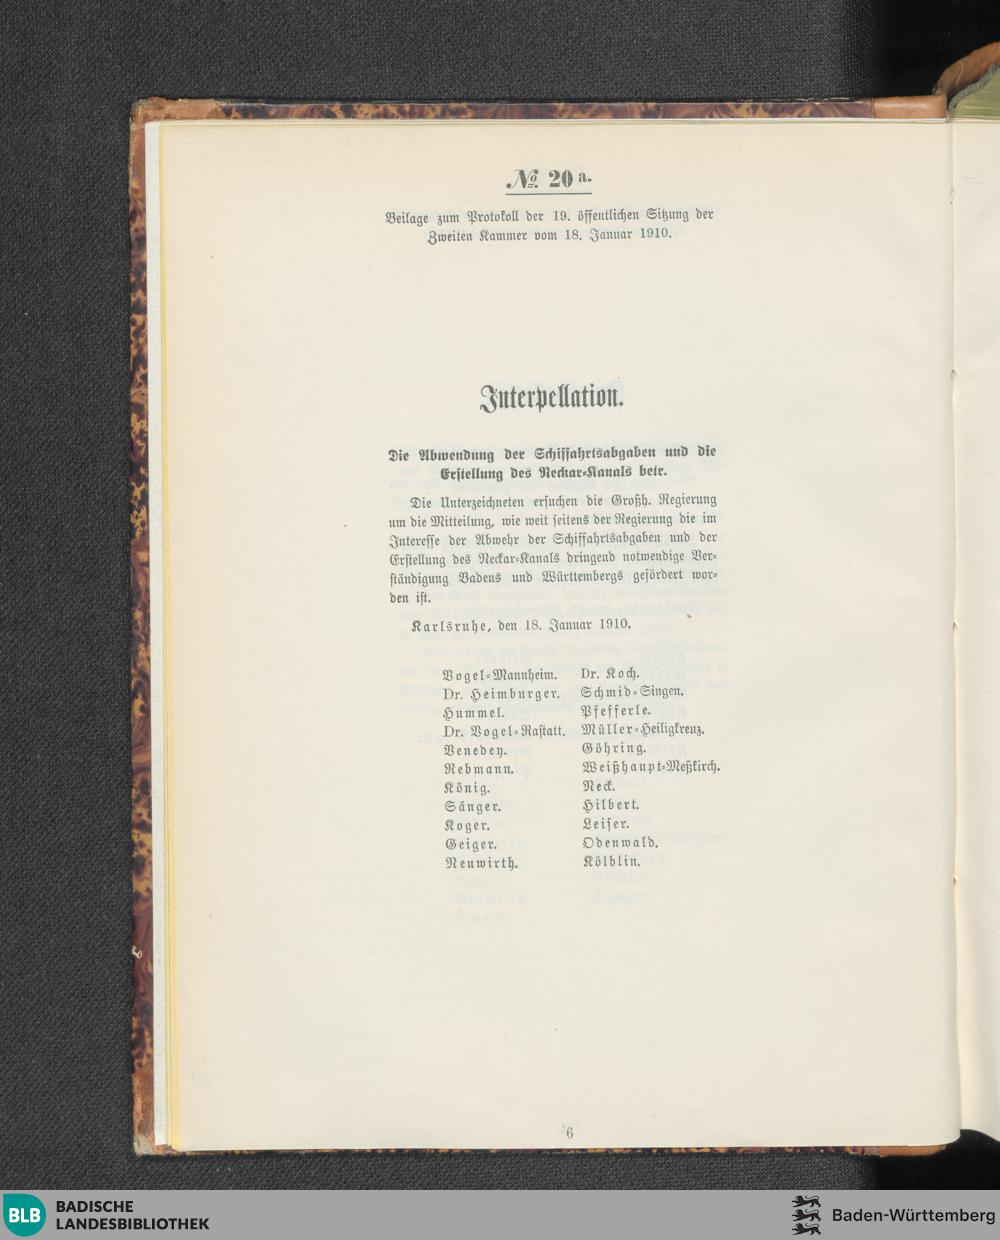 № 20 a.
Beilage zum Protokoll der 19. öffentlichen Sitzung der
Zweiten Kammer vom 18. Januar 1910.
Interpellation.
Die Abwendung der Schiffahrtsabgaben und die
Erstellung des Neckar-Kanals betr.
Die Unterzeichneten ersuchen die Großh. Regierung
um die Mitteilung, wie weit seitens der Regierung die im
Interesse der Abwehr der Schiffahrtsabgaben und der
Erstellung des Neckar-Kanals dringend notwendige Ver-
ständigung Badens und Württembergs gefördert wor-
den ist.
Karlsruhe, den 18. Januar 1910.
Vogel-Mannheim. Dr. Koch.
Dr. Heimburger. Schmid-Singen.
Hummel. Pfefferle.
Dr. Vogel-Rastatt. Müller-Heiligkreuz.
Venedey. Göhring.
Rebmann. Weißhaupt-Meßkirch.
König. Neck.
Sänger. Hilbert.
Koger. Leiser.
Geiger. Odenwald.
Neuwirth. Kölblin.
6
BLB BADISCHE
LANDESBIBLIOTHEK
Baden-Württemberg